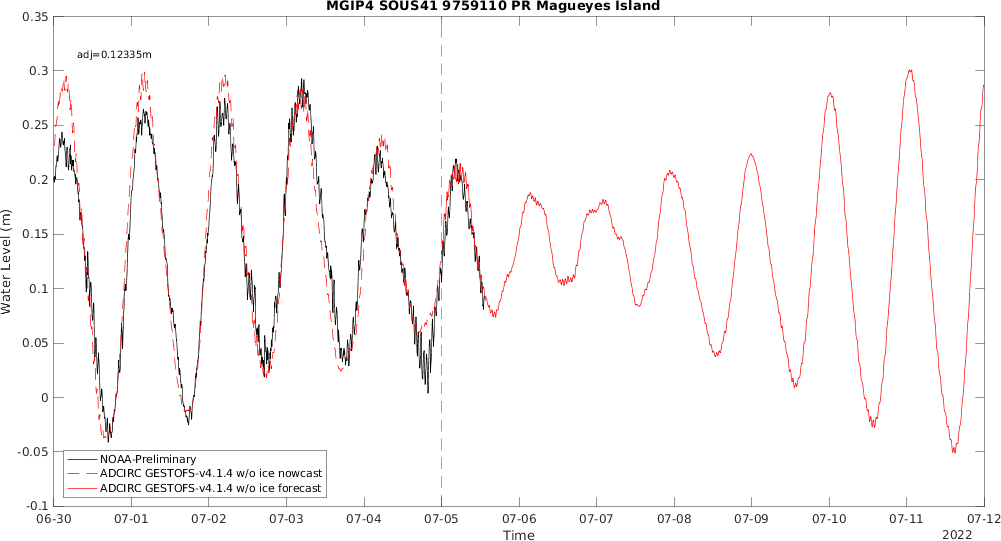 MGIP4 SOUS41 9759110 PR Magueyes Island
0.35
adj=0.12335m
0.3
0.25
0.2
0.15
0.1
0.05
0
-0.05
-0.1
Water Level (m)
NOAA-Preliminary
ADCIRC GESTOFS-v4.1.4 w/o ice nowcast
ADCIRC GESTOFS-v4.1.4 w/o ice forecast
06-30 07-01 07-02 07-03 07-04 07-05 07-06 07-07 07-08 07-09 07-10 07-11 07-12
Time
2022